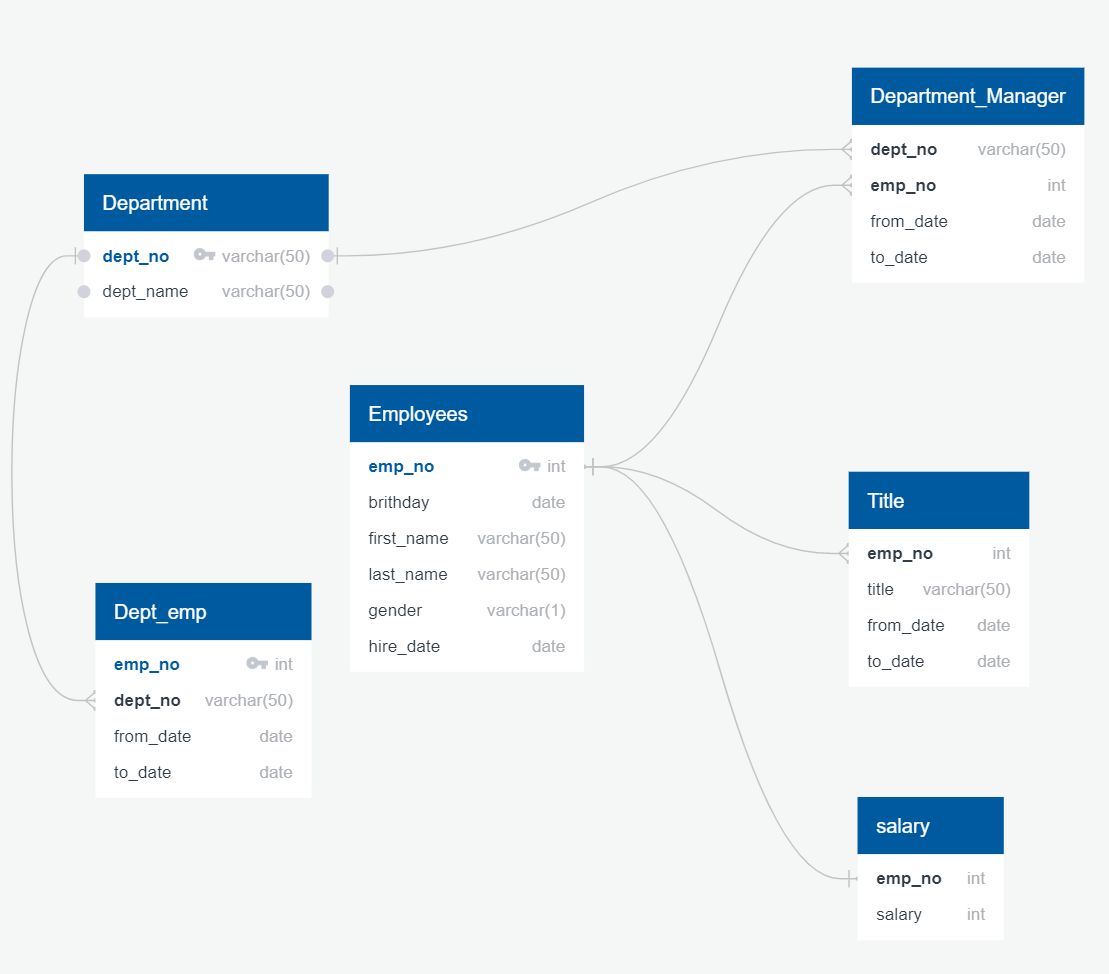 Department_Manager
dept_no varchar(50)
emp_no int
from_date date
to_date date
Department
dept_no varchar(50)
dept_name varchar(50)
Employees
emp_no int
brithday date
first_name varchar(50)
last_name varchar(50)
gender varchar(1)
hire_date date
Title
emp_no int
title varchar(50)
from_date date
to_date date
Dept_emp
emp_no int
dept_no varchar(50)
from_date date
to_date date
salary
emp_no int
salary int